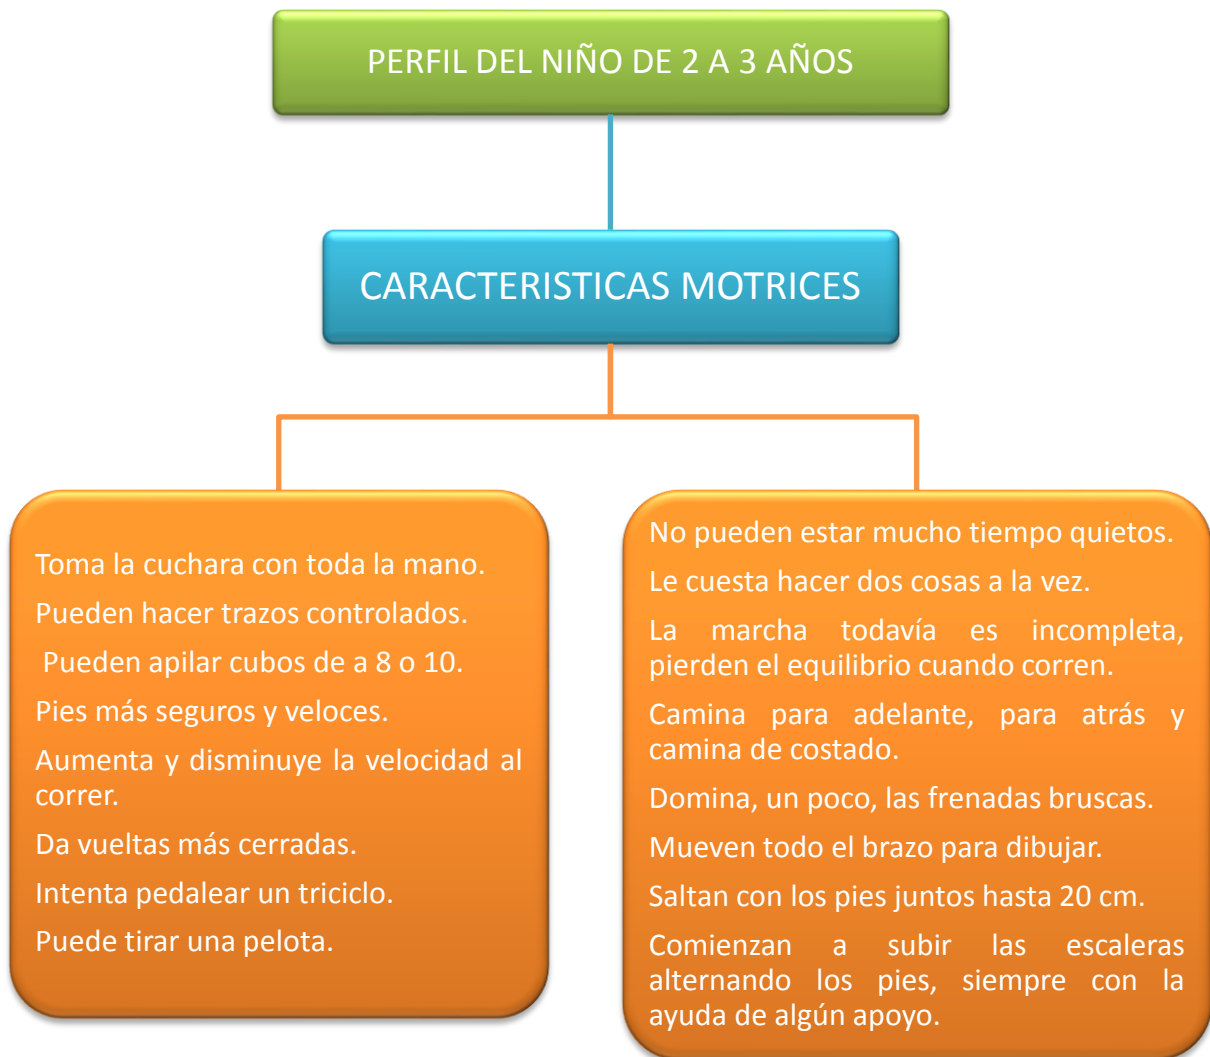 PERFIL DEL NIÑO DE 2 A 3 AÑOS
CARACTERISTICAS MOTRICES
Toma la cuchara con toda la mano.
Pueden hacer trazos controlados.
Pueden apilar cubos de a 8 o 10.
Pies más seguros y veloces.
Aumenta y disminuye la velocidad al
correr.
Da vueltas más cerradas.
Intenta pedalear un triciclo.
Puede tirar una pelota.
No pueden estar mucho tiempo quietos.
Le cuesta hacer dos cosas a la vez.
La marcha todavía es incompleta,
pierden el equilibrio cuando corren.
Camina para adelante, para atrás y
camina de costado.
Domina, un poco, las frenadas bruscas.
Mueven todo el brazo para dibujar.
Saltan con los pies juntos hasta 20 cm.
Comienzan a subir las escaleras
alternando los pies, siempre con la
ayuda de algún apoyo.